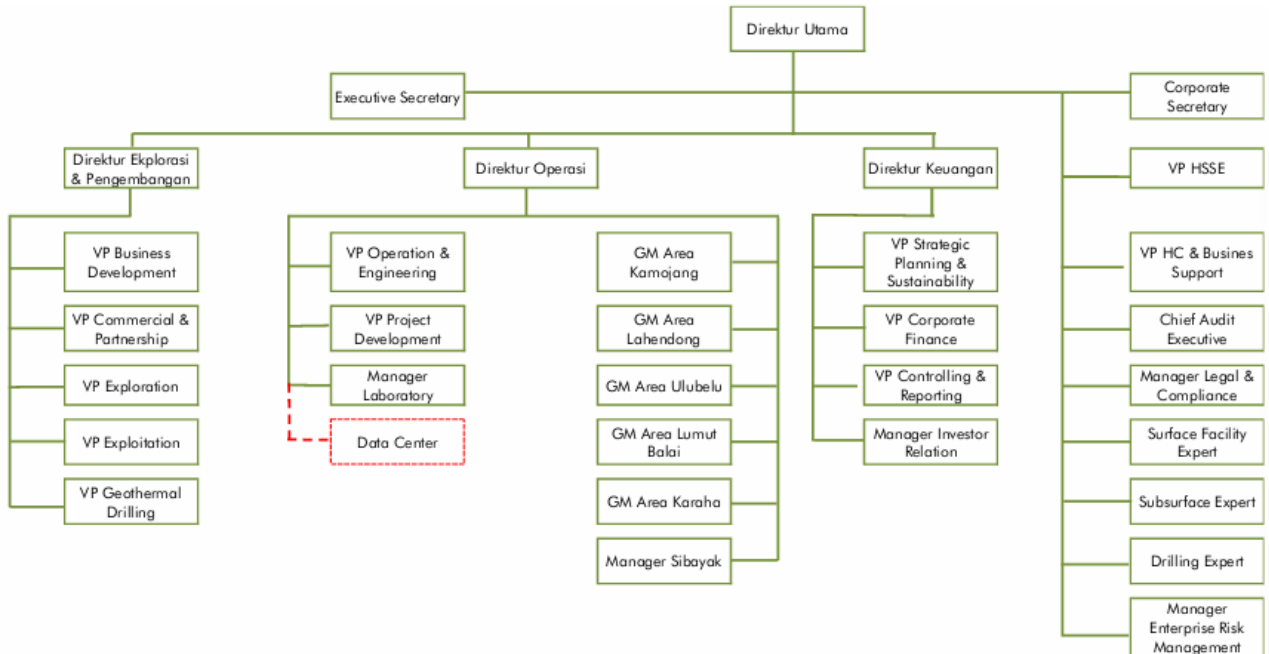 Direktur Utama
Executive Secretary
Corporate
Secretary
Direktur Ekplorasi
& Pengembangan
Direktur Operasi
Direktur Keuangan
VP HSSE
VP Business
Development
VP Operation &
Engineering
GM Area
Kamojang
VP Strategic
Planning &
Sustainability
VP HC & Busines
Support
VP Commercial &
Partnership
VP Project
Development
GM Area
Lahendong
VP Corporate
Finance
Chief Audit
Executive
VP Exploration
Manager
Laboratory
GM Area Ulubelu
VP Controlling &
Reporting
Manager Legal &
Compliance
VP Exploitation
Data Center
GM Area Lumut
Balai
Manager Investor
Relation
Surface Facility
Expert
VP Geothermal
Drilling
GM Area Karaha
Subsurface Expert
Manager Sibayak
Drilling Expert
Manager
Enterprise Risk
Management